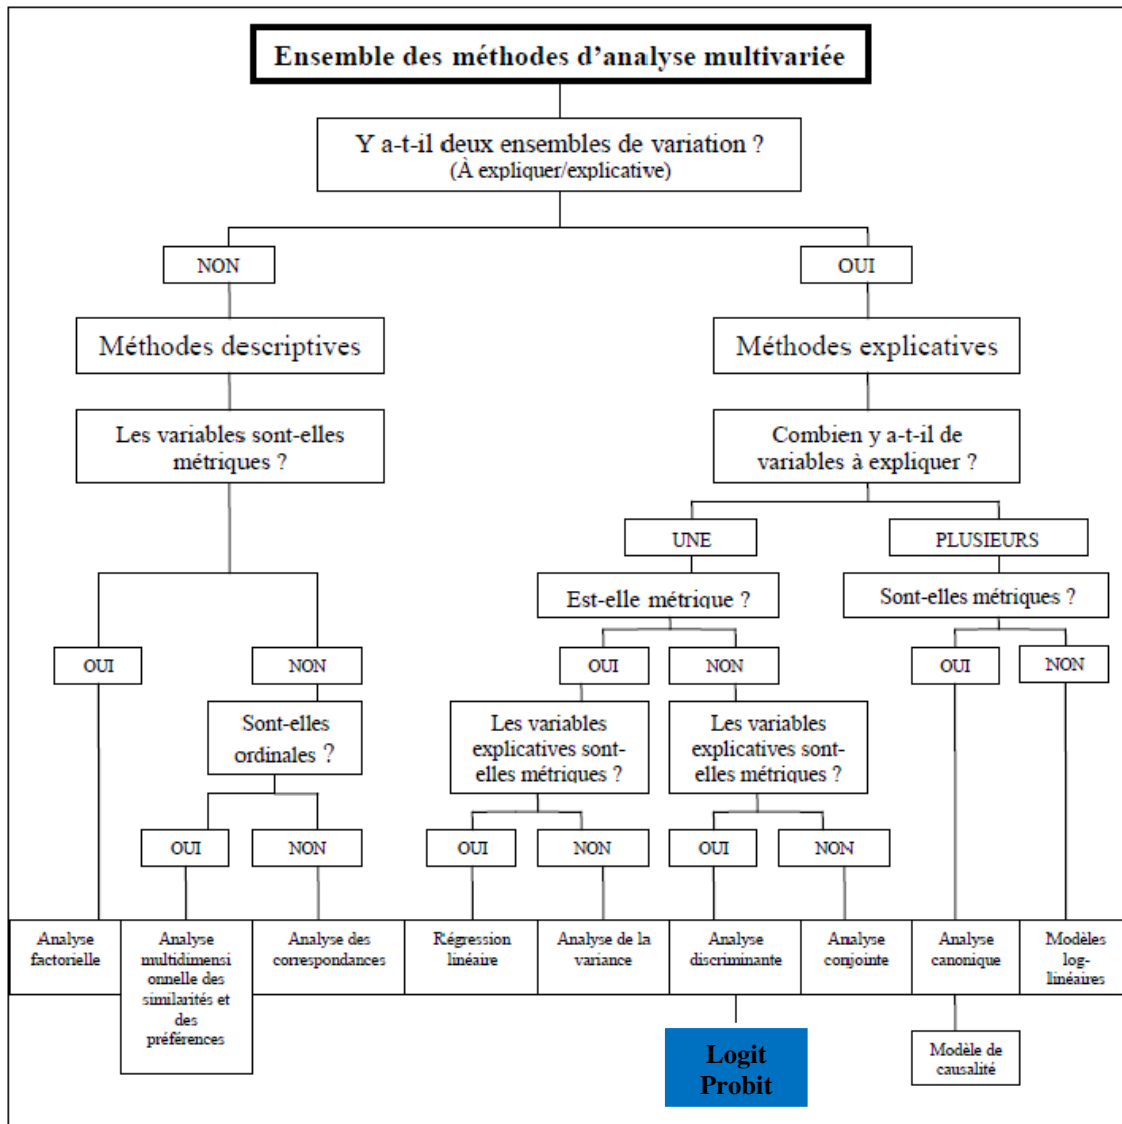 Ensemble des méthodes d'analyse multivariée
Y a-t-il deux ensembles de variation ?
(À expliquer/explicative)
NON
OUI
Méthodes descriptives
Méthodes explicatives
Les variables sont-elles
métriques ?
Combien y a-t-il de
variables à expliquer ?
UNE
PLUSIEURS
Est-elle métrique ?
Sont-elles métriques ?
OUI
NON
OUI
NON
OUI
NON
Sont-elles
ordinales ?
Les variables
explicatives sont-
elles métriques ?
Les variables
explicatives sont-
elles métriques ?
OUI
NON
OUI
NON
OUI
NON
Analyse
factorielle
Analyse
multidimensi
onnelle des
similarités et
des
préférences
Analyse des
correspondances
Régression
linéaire
Analyse de la
variance
Analyse
discriminante
Analyse
conjointe
Analyse
canonique
Modèles
log-
linéaires
Logit
Probit
Modèle de
causalité